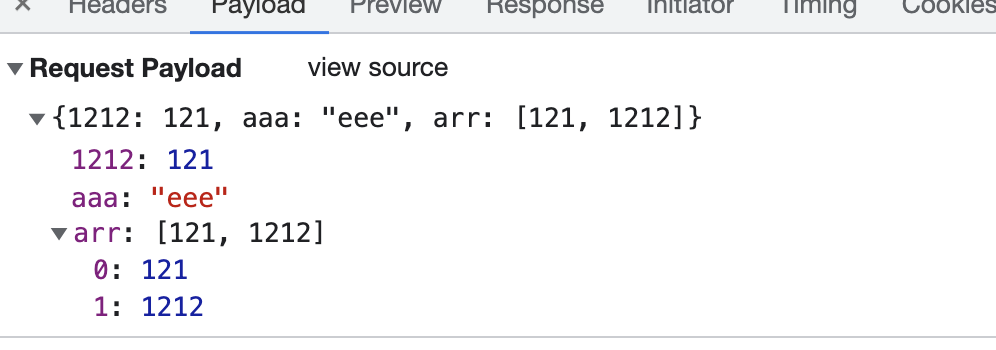 × Headers Payload Preview Response Initiator Timing Cookies
Request Payload view source
{1212: 121, aaa: "eee", arr: [121, 1212]}
1212: 121
aaa: "eee"
arr: [121, 1212]
0: 121
1: 1212